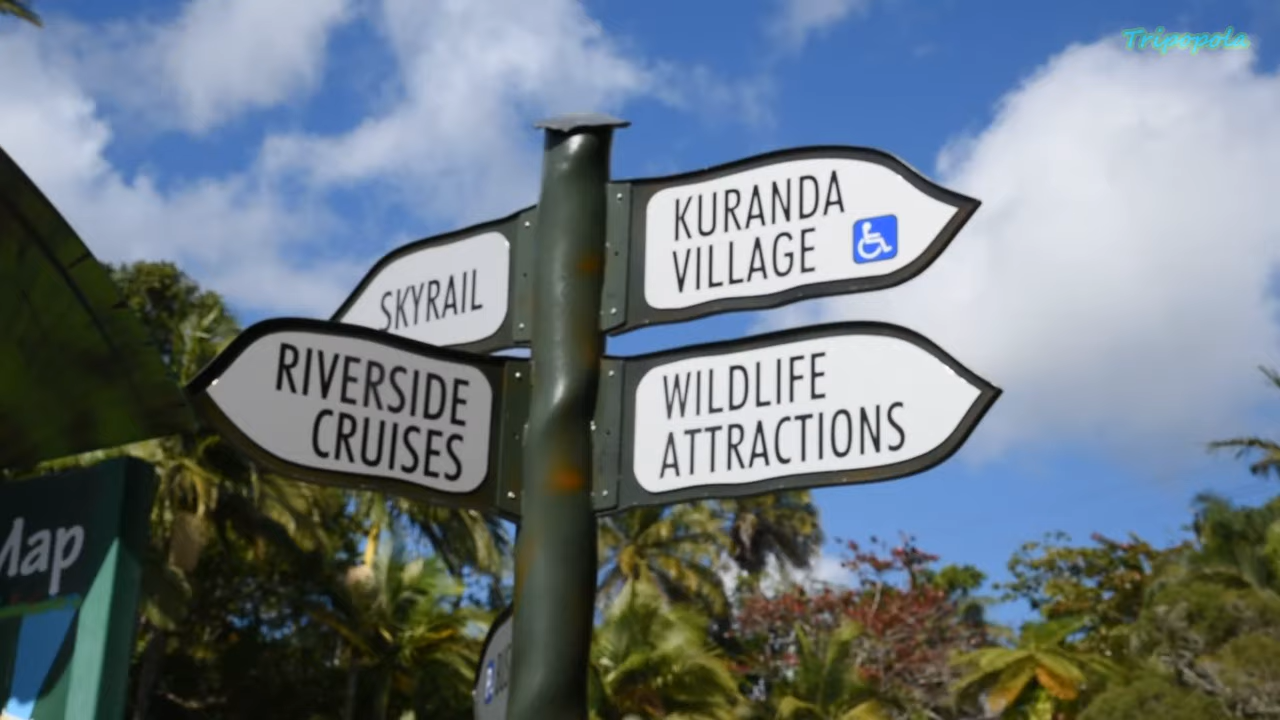 Tripopola
KURANDA
VILLAGE
SKYRAIL
RIVERSIDE
CRUISES
WILDLIFE
ATTRACTIONS
Map